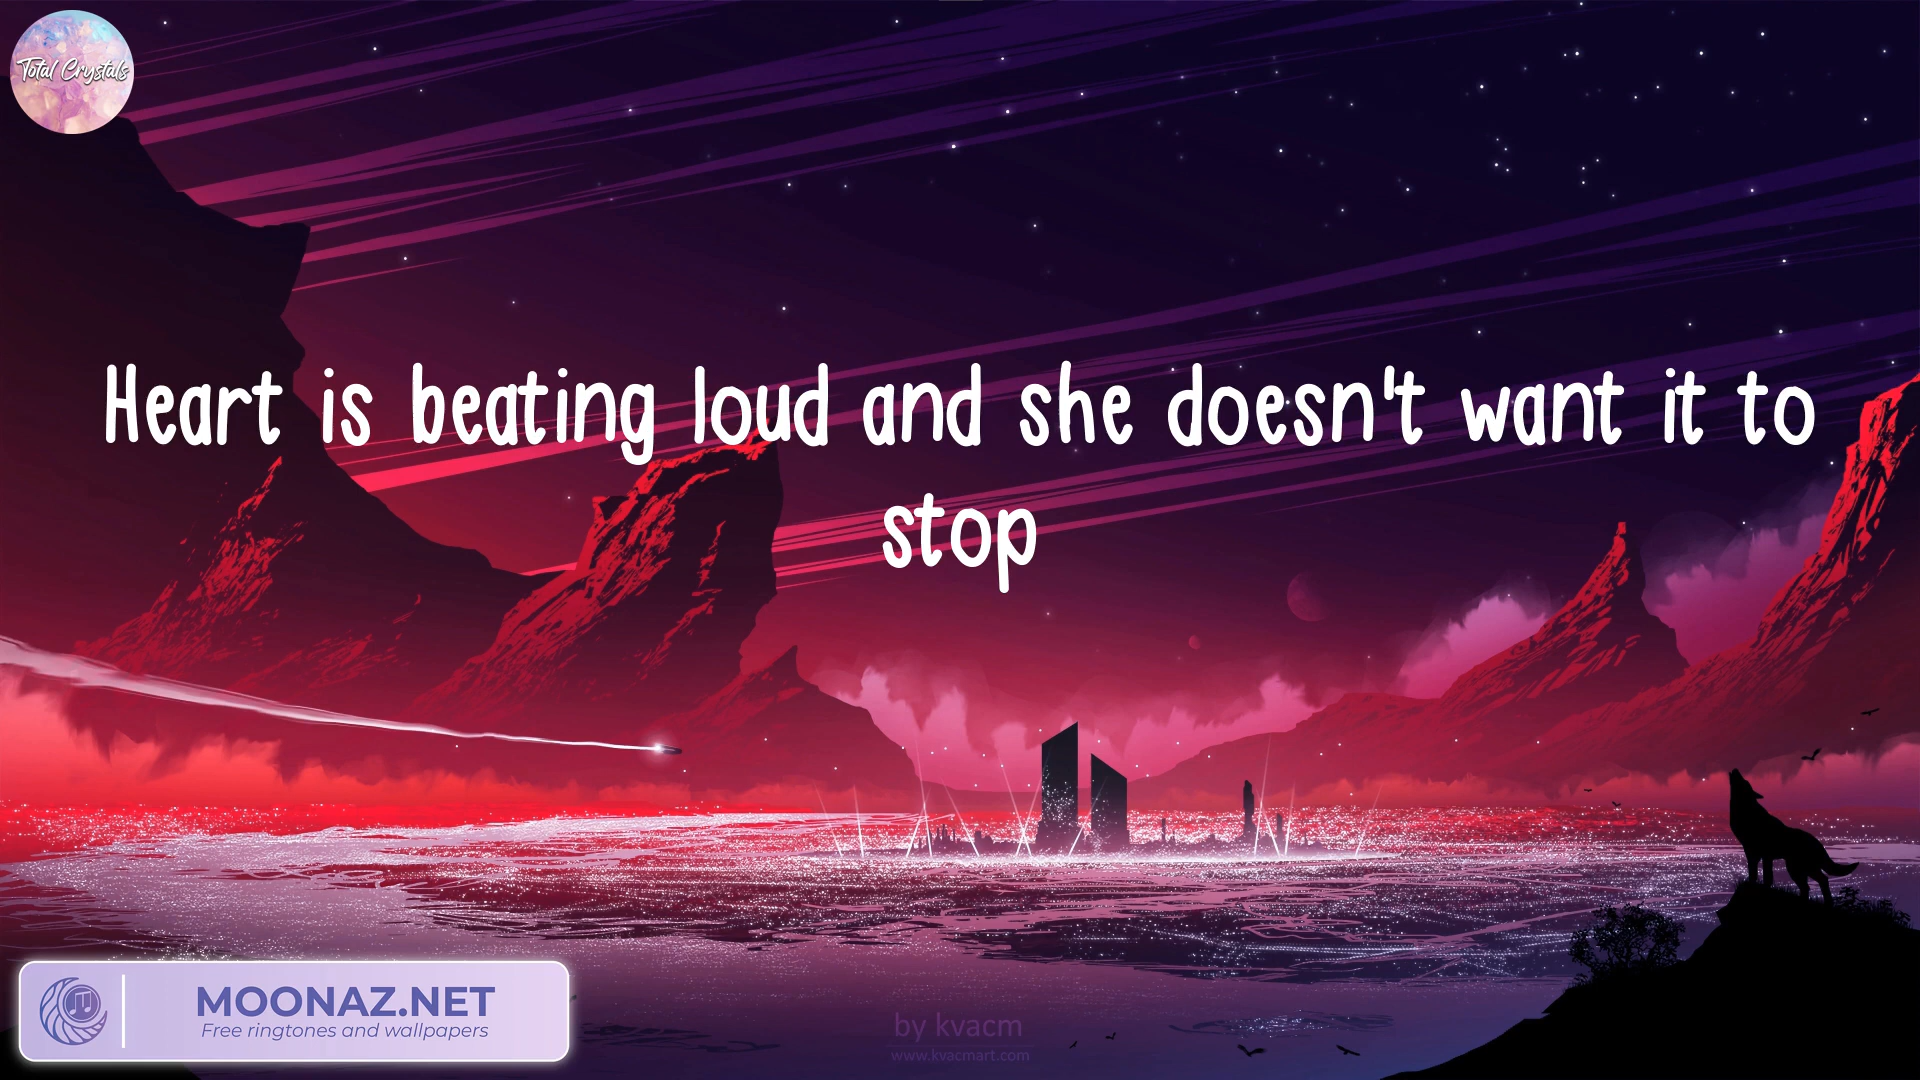 Total Crystals
Heart is beating loud and she doesn't want it to
stop
MOONAZ.NET
Free ringtones and wallpapers
by kvacm
www.kvacmart.com